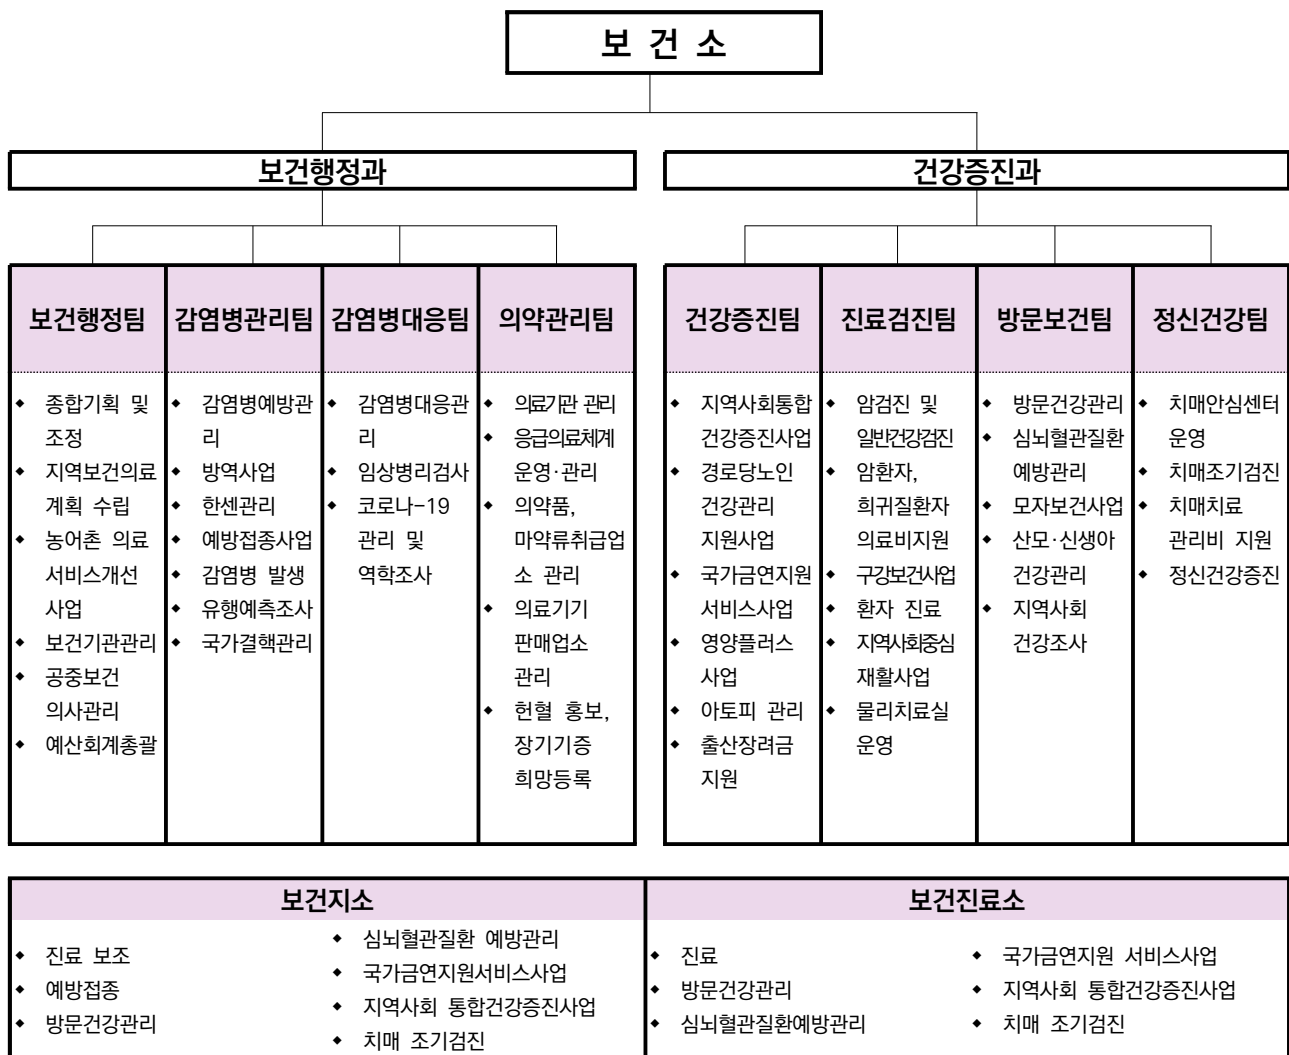 보 건 소
보건행정과
건강증진과
보건행정팀
감염병관리팀
감염병대응팀
의약관리팀
건강증진팀
진료검진팀
방문보건팀
정신건강팀
◆ 종합기획 및
조정
◆ 지역보건의료
계획 수립
◆ 농어촌 의료
서비스개선
사업
◆ 보건기관관리
◆ 공중보건
의사관리
◆ 예산회계총괄
◆ 감염병예방관
리
◆ 방역사업
◆ 한센관리
◆ 예방접종사업
◆ 감염병 발생
◆ 유행예측조사
◆ 국가결핵관리
◆ 감염병대응관
리
◆ 임상병리검사
◆ 코로나-19
관리 및
역학조사
◆ 의료기관 관리
◆ 응급의료체계
운영·관리
◆ 의약품,
마약류취급업
소 관리
◆ 의료기기
판매업소
관리
◆ 헌혈 홍보,
장기기증
희망등록
◆ 지역사회통합
건강증진사업
◆ 경로당노인
건강관리
지원사업
◆ 국가금연지원
서비스사업
◆ 영양플러스
사업
◆ 아토피 관리
◆ 출산장려금
지원
◆ 암검진 및
일반건강검진
◆ 암환자,
희귀질환자
의료비지원
◆ 구강보건사업
◆ 환자 진료
◆ 지역사회중심
재활사업
◆ 물리치료실
운영
◆ 방문건강관리
◆ 심뇌혈관질환
예방관리
◆ 모자보건사업
◆ 산모·신생아
건강관리
◆ 지역사회
건강조사
◆ 치매안심센터
운영
◆ 치매조기검진
◆ 치매치료
관리비 지원
◆ 정신건강증진
보건지소
◆ 진료 보조
◆ 예방접종
◆ 방문건강관리
◆ 심뇌혈관질환 예방관리
◆ 국가금연지원서비스사업
◆ 지역사회 통합건강증진사업
◆ 치매 조기검진
보건진료소
◆ 진료
◆ 방문건강관리
◆ 심뇌혈관질환예방관리
◆ 국가금연지원 서비스사업
◆ 지역사회 통합건강증진사업
◆ 치매 조기검진